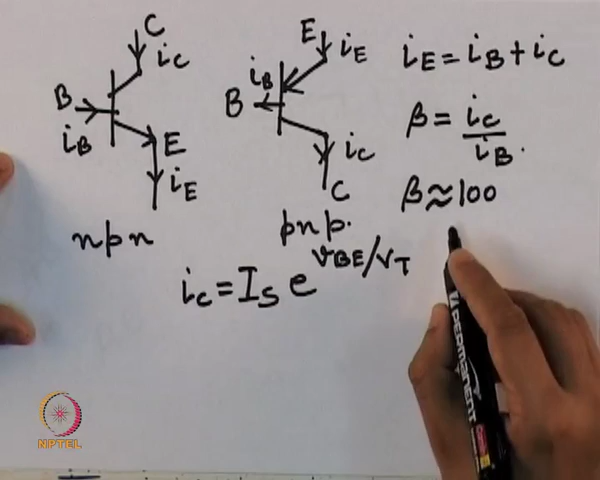 C
iC
B
iB
E
iE
npn
E
iE
iB
B
iC
C
pnp.
iE = iB + iC
β = iC / iB.
β ≈ 100
iC = IS e^vBE/VT
PERMANENT
NPTEL